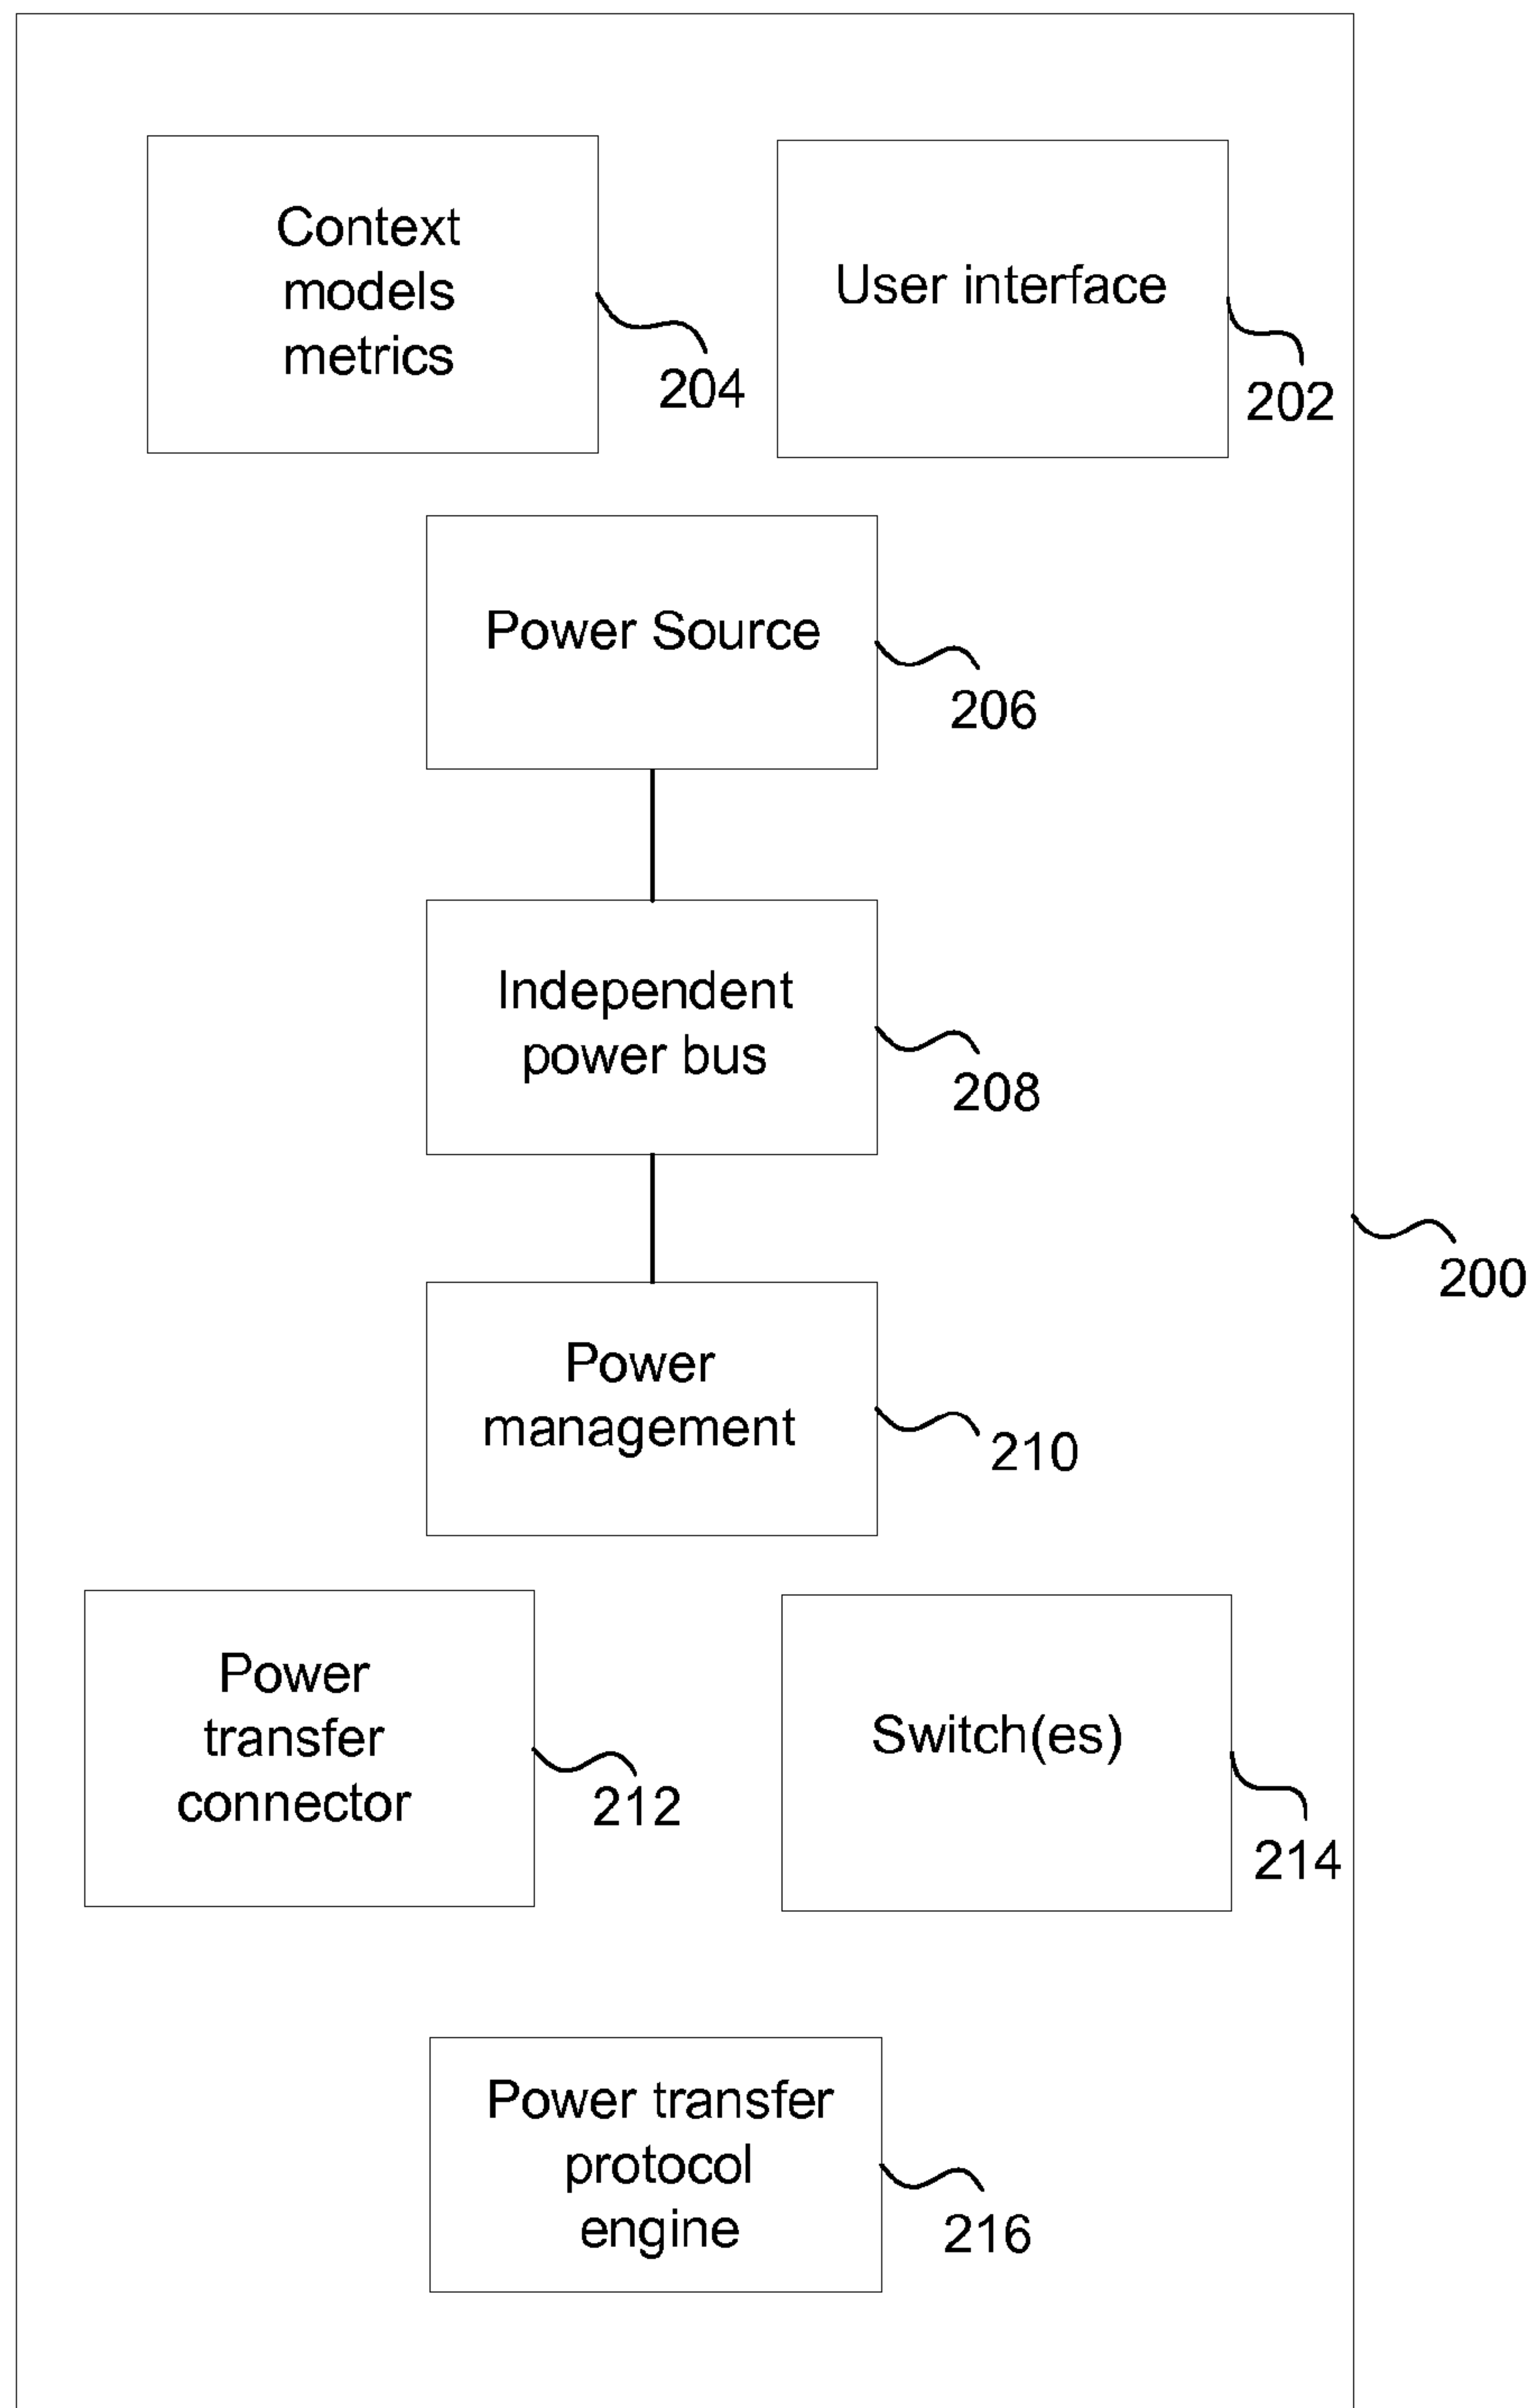 Context
models
metrics
204
User interface
202
Power Source
206
Independent
power bus
208
200
Power
management
210
Power
transfer
connector
212
Switch(es)
214
Power transfer
protocol
engine
216